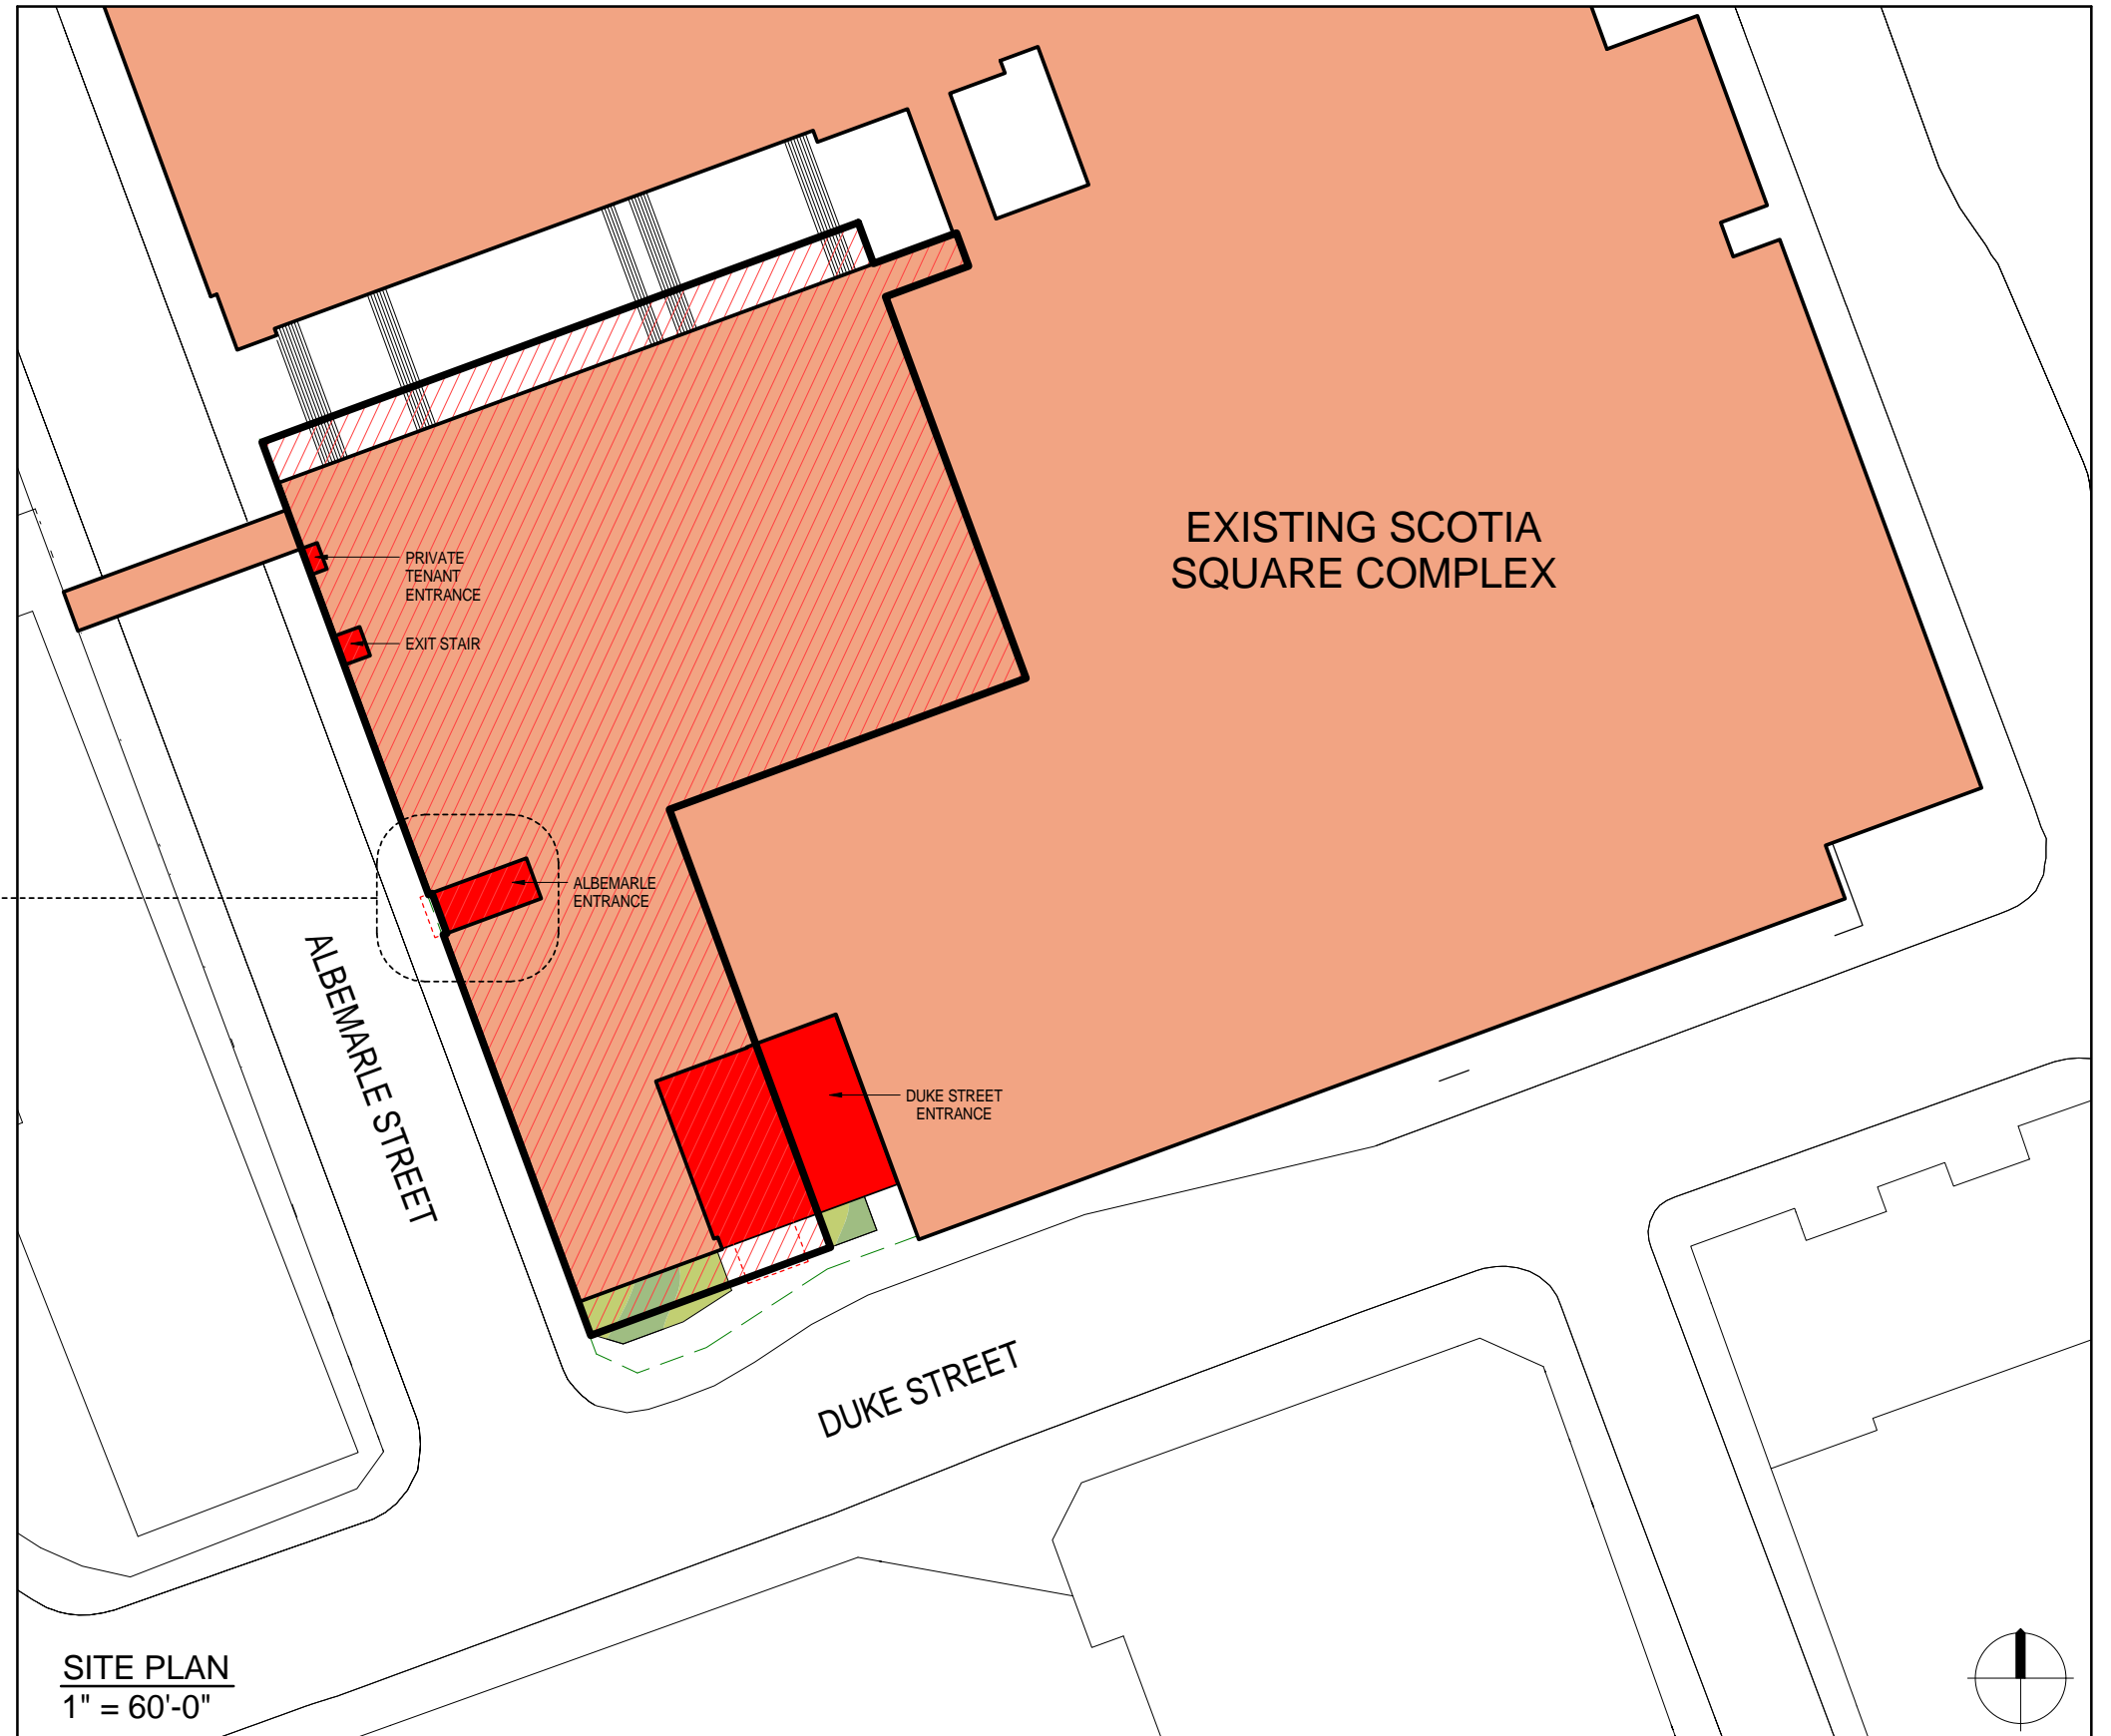 EXISTING SCOTIA
SQUARE COMPLEX
PRIVATE
TENANT
ENTRANCE
EXIT STAIR
ALBEMARLE
ENTRANCE
ALBEMARLE STREET
DUKE STREET
ENTRANCE
DUKE STREET
SITE PLAN
1" = 60'-0"